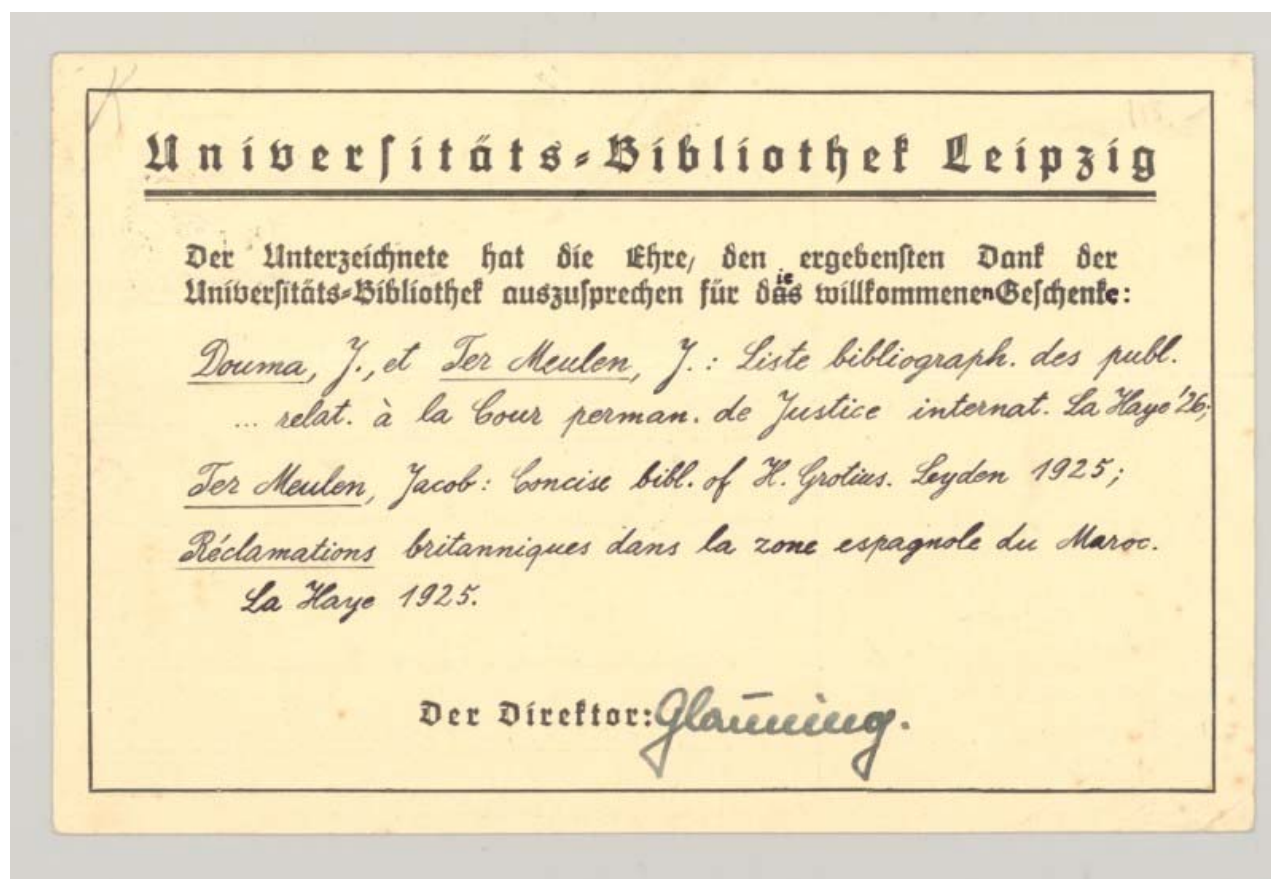 Universitäts-Bibliothek Leipzig
Der Unterzeichnete hat die Ehre, den ergebensten Dank der
Universitäts-Bibliothek auszusprechen für die willkommenen Geschenke:
Douma, J., et Ter Meulen, J.: Liste bibliograph. des publ.
... relat. à la Cour perman. de Justice internat. La Haye '26;
Ter Meulen, Jacob: Concise bibl. of H. Grotius. Leyden 1925;
Réclamations britanniques dans la zone espagnole du Maroc.
La Haye 1925.
Der Direktor: Glauning.